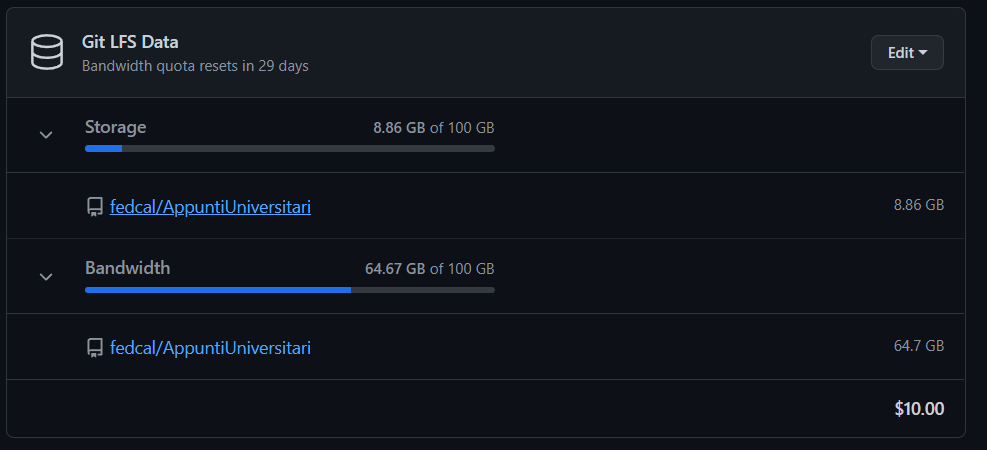 Git LFS Data
Bandwidth quota resets in 29 days
Edit
Storage 8.86 GB of 100 GB
fedcal/AppuntiUniversitari 8.86 GB
Bandwidth 64.67 GB of 100 GB
fedcal/AppuntiUniversitari 64.7 GB
$10.00